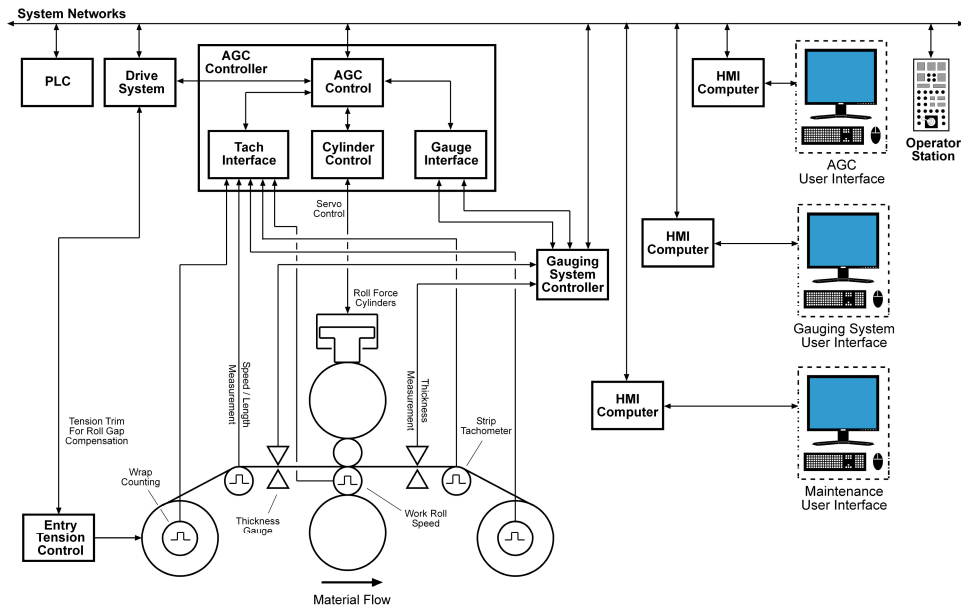 System Networks
PLC
Drive
System
AGC
Controller
AGC
Control
Tach
Interface
Cylinder
Control
Gauge
Interface
HMI
Computer
AGC
User Interface
Operator
Station
Servo
Control
Gauging
System
Controller
HMI
Computer
Gauging System
User Interface
Roll Force
Cylinders
Speed / Length
Measurement
Thickness
Measurement
HMI
Computer
Maintenance
User Interface
Tension Trim
For Roll Gap
Compensation
Strip
Tachometer
Wrap
Counting
Thickness
Gauge
Work Roll
Speed
Entry
Tension
Control
Material Flow